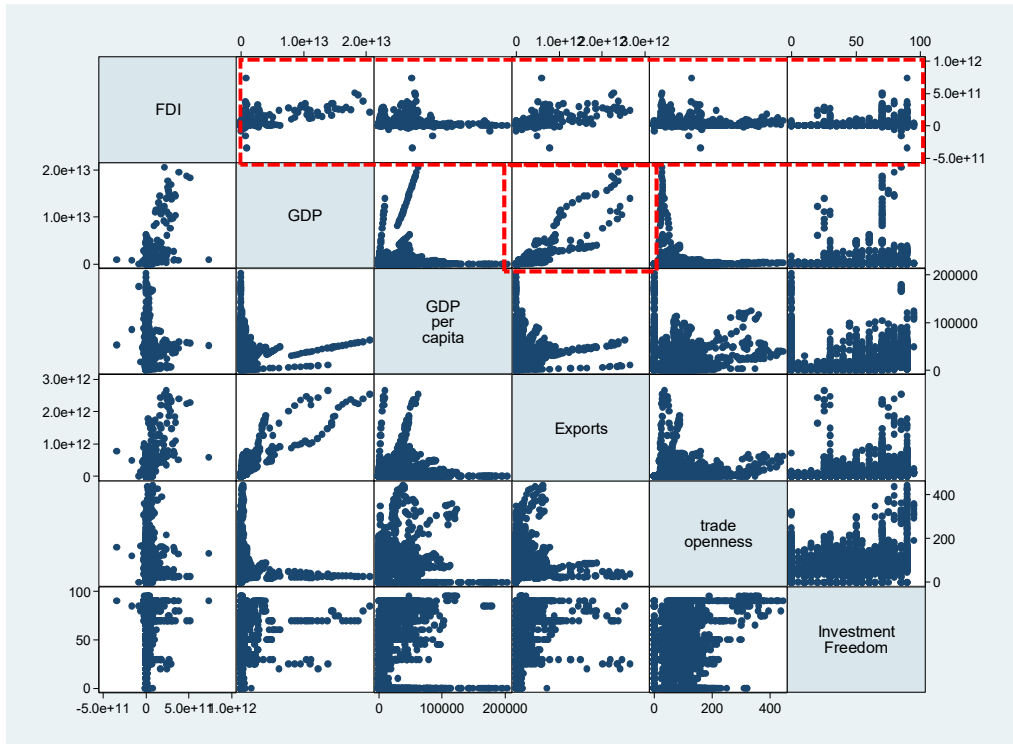 0 1.0e+13 2.0e+13 0 1.0e+12 2.0e+12 3.0e+12 0 50 100
FDI
1.0e+12
5.0e+11
0
-5.0e+11
2.0e+13
1.0e+13
0
GDP
GDP
per
capita
200000
100000
0
3.0e+12
2.0e+12
1.0e+12
0
Exports
trade
openness
400
200
0
100
50
0
Investment
Freedom
-5.0e+11 0 5.0e+11 1.0e+12 0 100000 200000 0 200 400